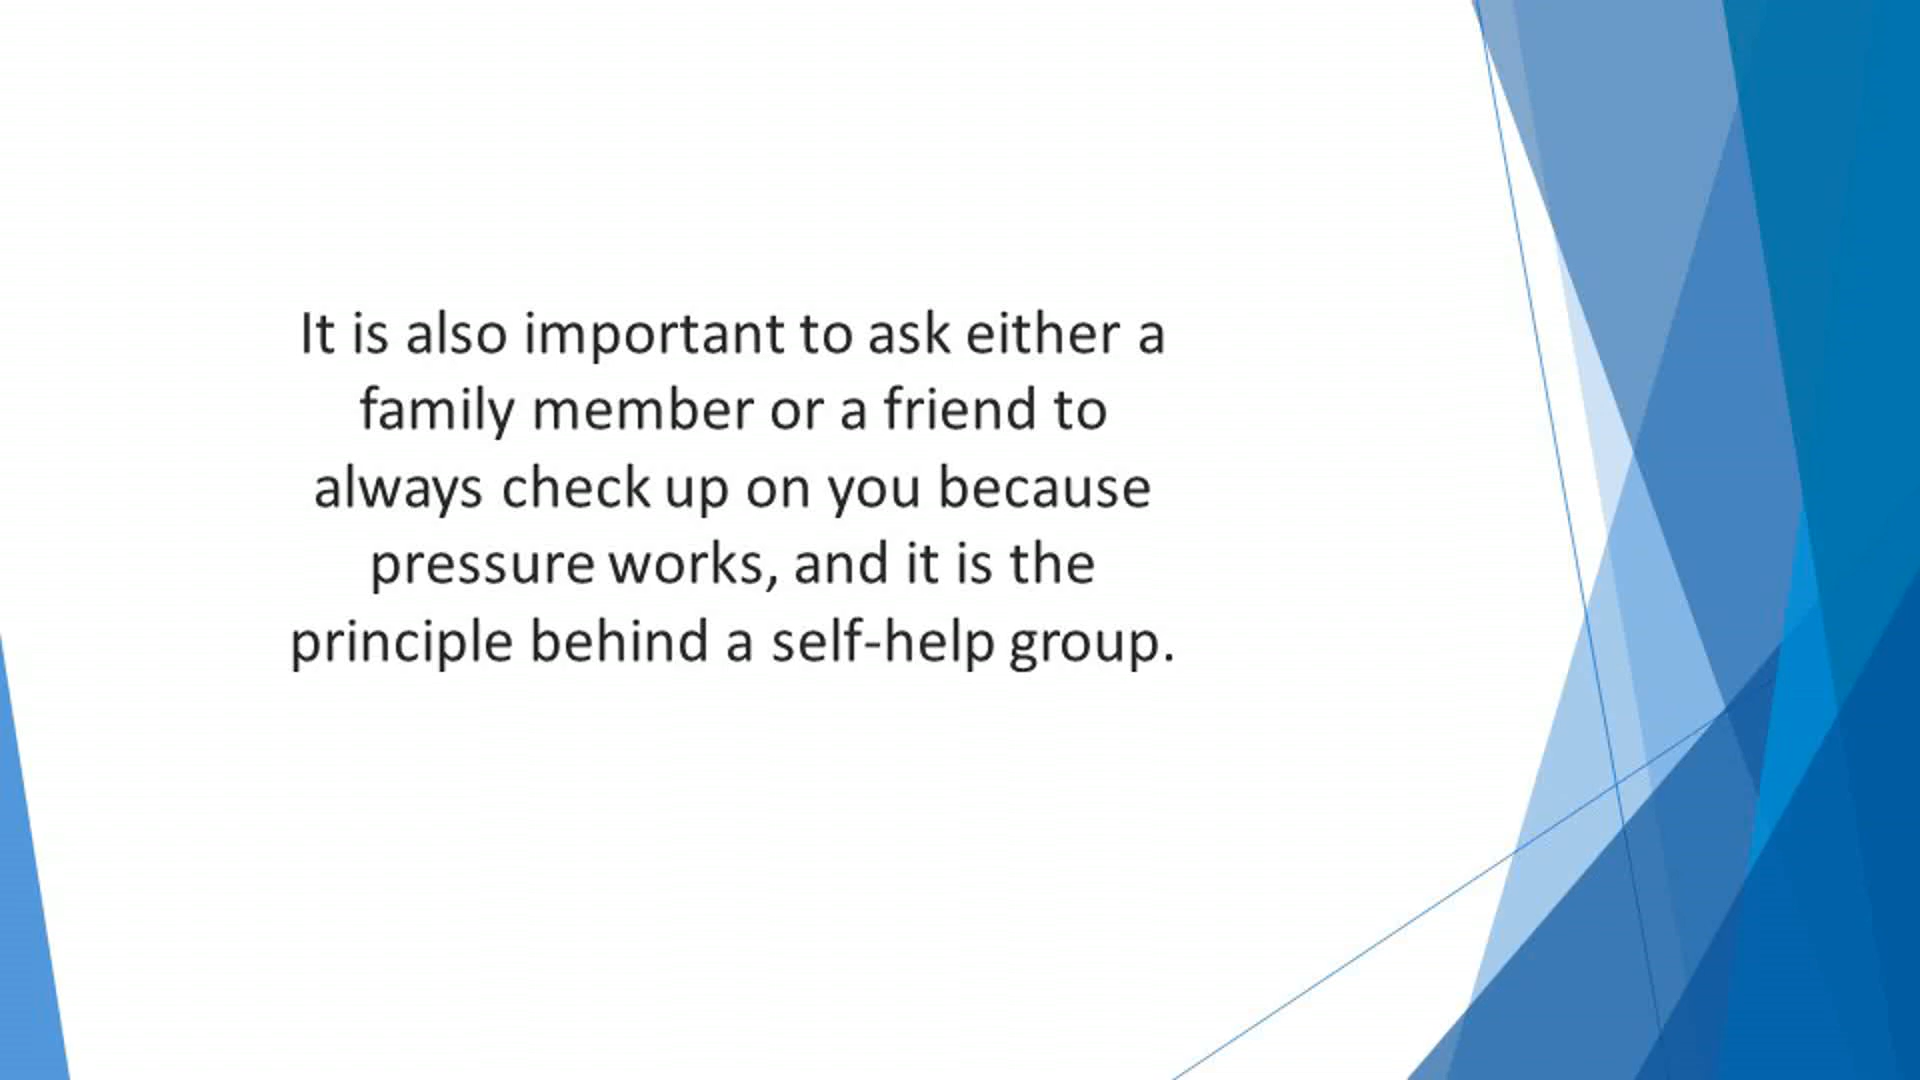 It is also important to ask either a
family member or a friend to
always check up on you because
pressure works, and it is the
principle behind a self-help group.